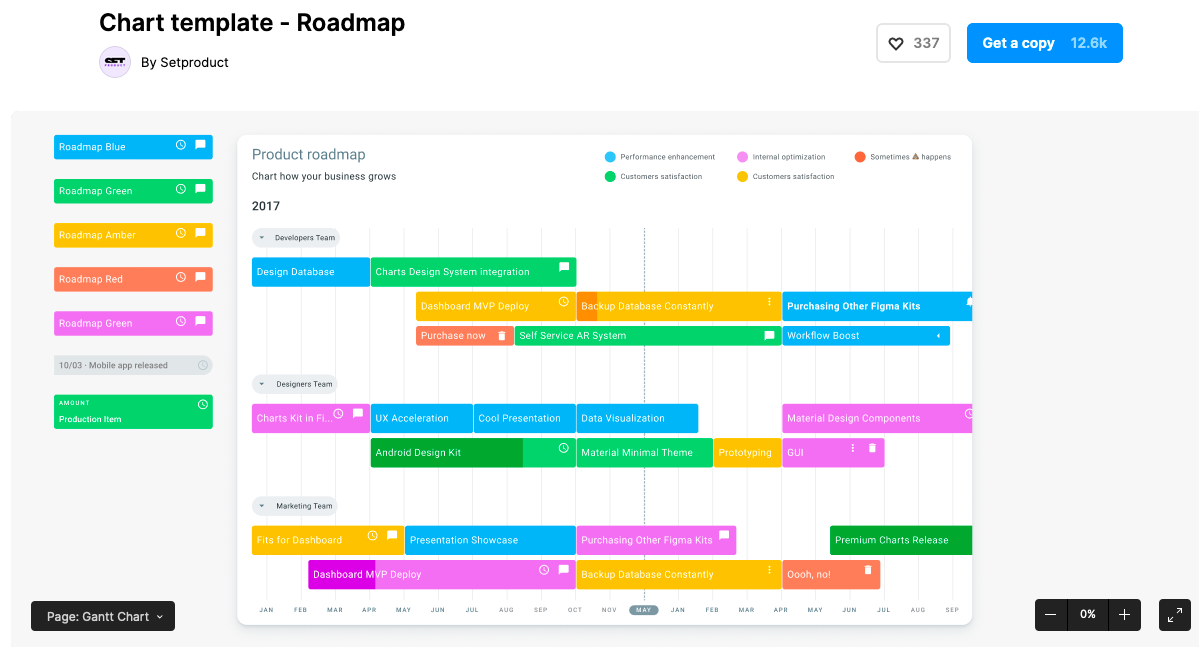 Chart template - Roadmap
By Setproduct
337
Get a copy 12.6k
Roadmap Blue
Roadmap Green
Roadmap Amber
Roadmap Red
Roadmap Green
10/03 · Mobile app released
AMOUNT
Production Item
Product roadmap
Chart how your business grows
Performance enhancement
Internal optimization
Sometimes happens
Customers satisfaction
Customers satisfaction
2017
Developers Team
Design Database
Charts Design System integration
Dashboard MVP Deploy
Backup Database Constantly
Purchasing Other Figma Kits
Purchase now
Self Service AR System
Workflow Boost
Designers Team
Charts Kit in Fi...
UX Acceleration
Cool Presentation
Data Visualization
Material Design Components
Android Design Kit
Material Minimal Theme
Prototyping
GUI
Marketing Team
Fits for Dashboard
Presentation Showcase
Purchasing Other Figma Kits
Premium Charts Release
Dashboard MVP Deploy
Backup Database Constantly
Oooh, no!
JAN FEB MAR APR MAY JUN JUL AUG SEP OCT NOV MAY JAN FEB MAR APR MAY JUN JUL AUG SEP
Page: Gantt Chart
0%